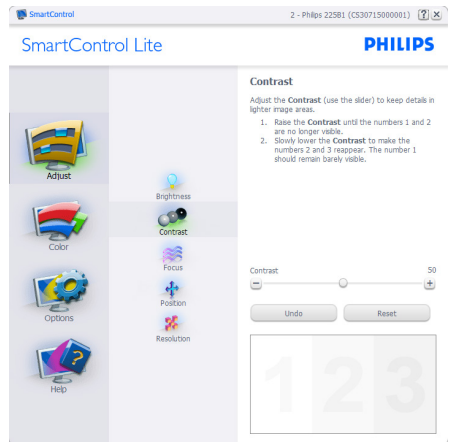 SmartControl
2 - Philips 225B1 (CS30715000001)
SmartControl Lite
PHILIPS
Adjust
Color
Options
Help
Brightness
Contrast
Focus
Position
Resolution
Contrast
Adjust the Contrast (use the slider) to keep details in
lighter image areas.
1. Raise the Contrast until the numbers 1 and 2
are no longer visible.
2. Slowly lower the Contrast to make the
numbers 2 and 3 reappear. The number 1
should remain barely visible.
Contrast 50
Undo Reset
1 2 3